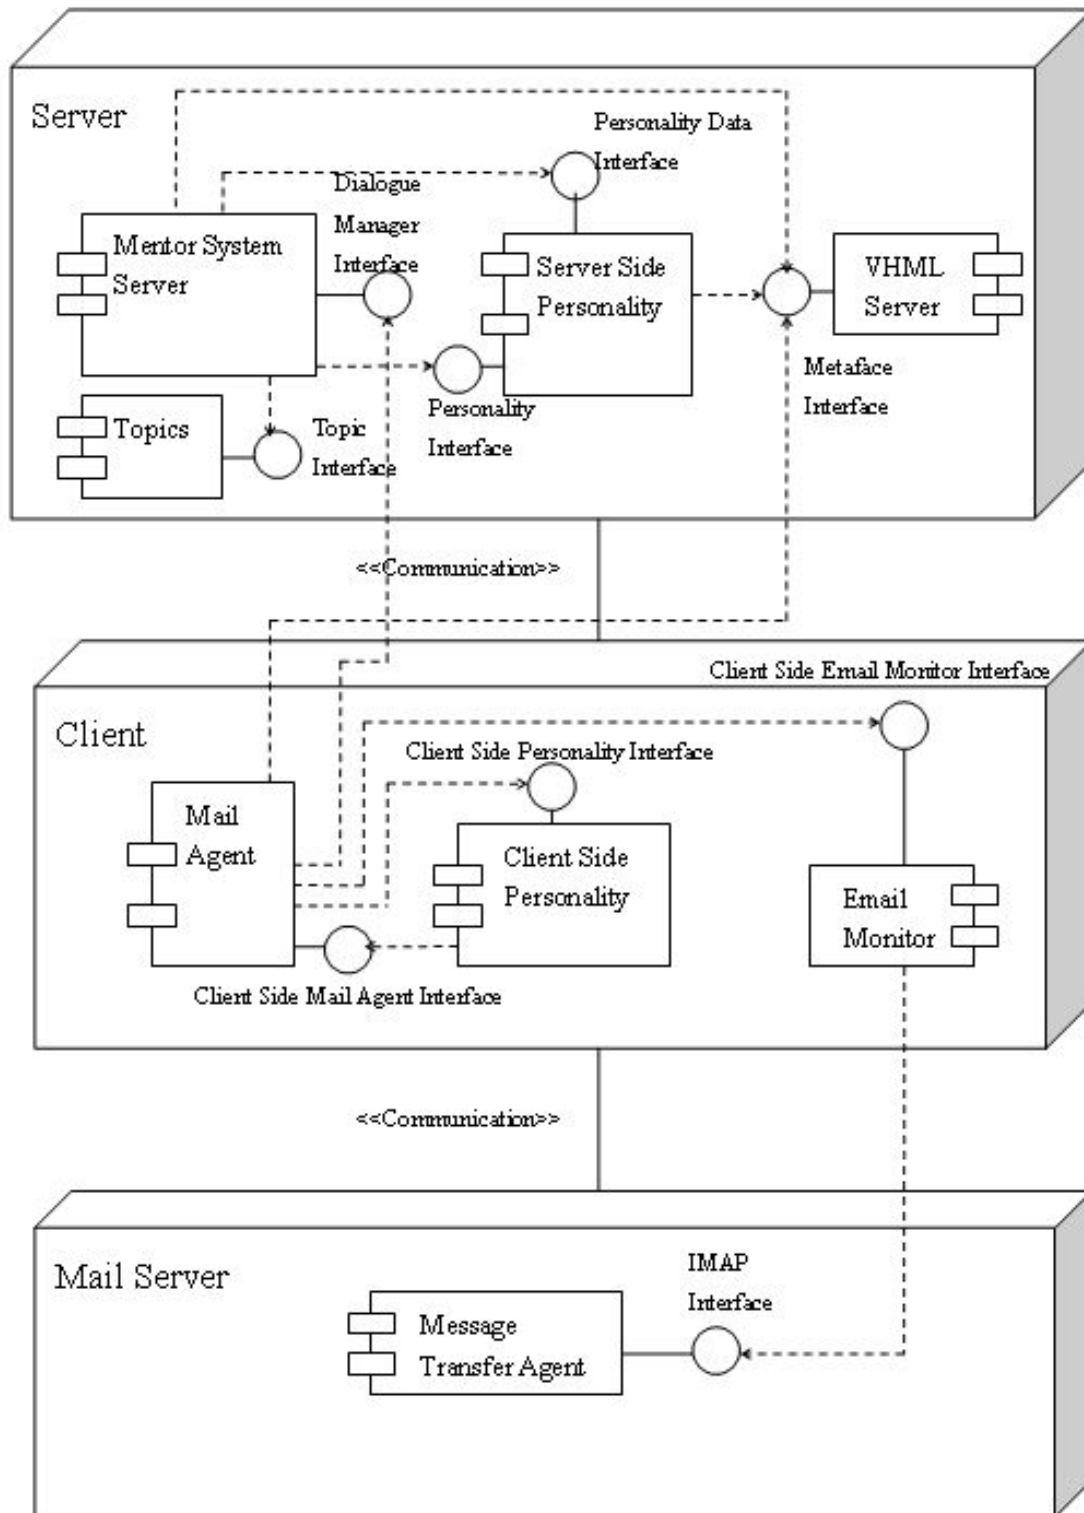 Server
Personality Data
Interface
Dialogue
Manager
Interface
Mentor System
Server
Server Side
Personality
VHML
Server
Metaface
Interface
Personality
Interface
Topics
Topic
Interface
<<Communication>>
Client Side Email Monitor Interface
Client
Client Side Personality Interface
Mail
Agent
Client Side
Personality
Email
Monitor
Client Side Mail Agent Interface
<<Communication>>
Mail Server
IMAP
Interface
Message
Transfer Agent